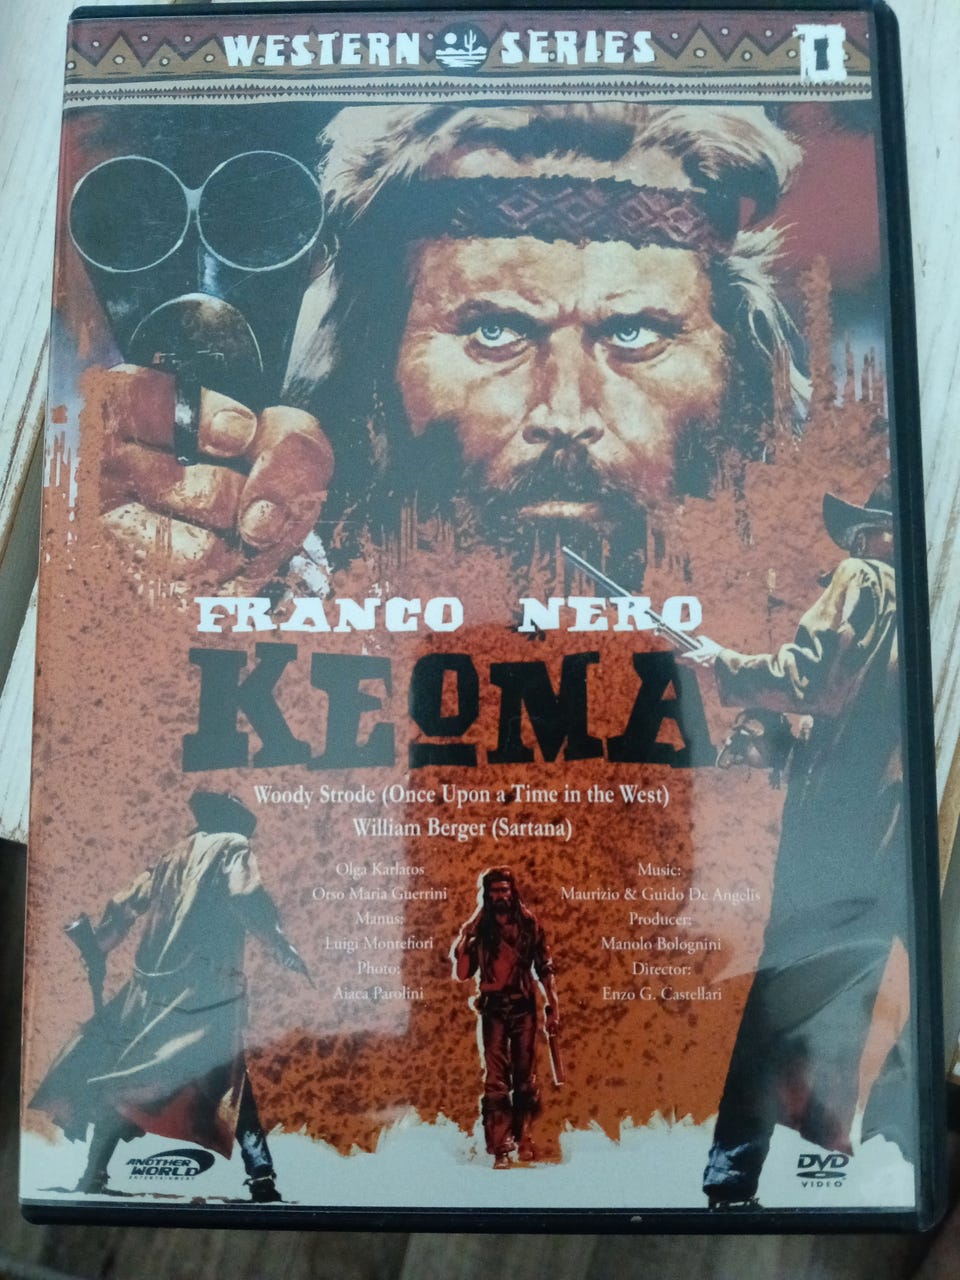 WESTERN SERIES
1
FRANCO NERO
KEOMA
Woody Strode (Once Upon a Time in the West)
William Berger (Sartana)
Olga Karlatos
Orso Maria Guerrini
Manus:
Luigi Montefiori
Photo:
Aiaca Parolini
Music:
Maurizio & Guido De Angelis
Producer:
Manolo Bolognini
Director:
Enzo G. Castellari
ANOTHER
WORLD
ENTERTAINMENT
DVD
VIDEO